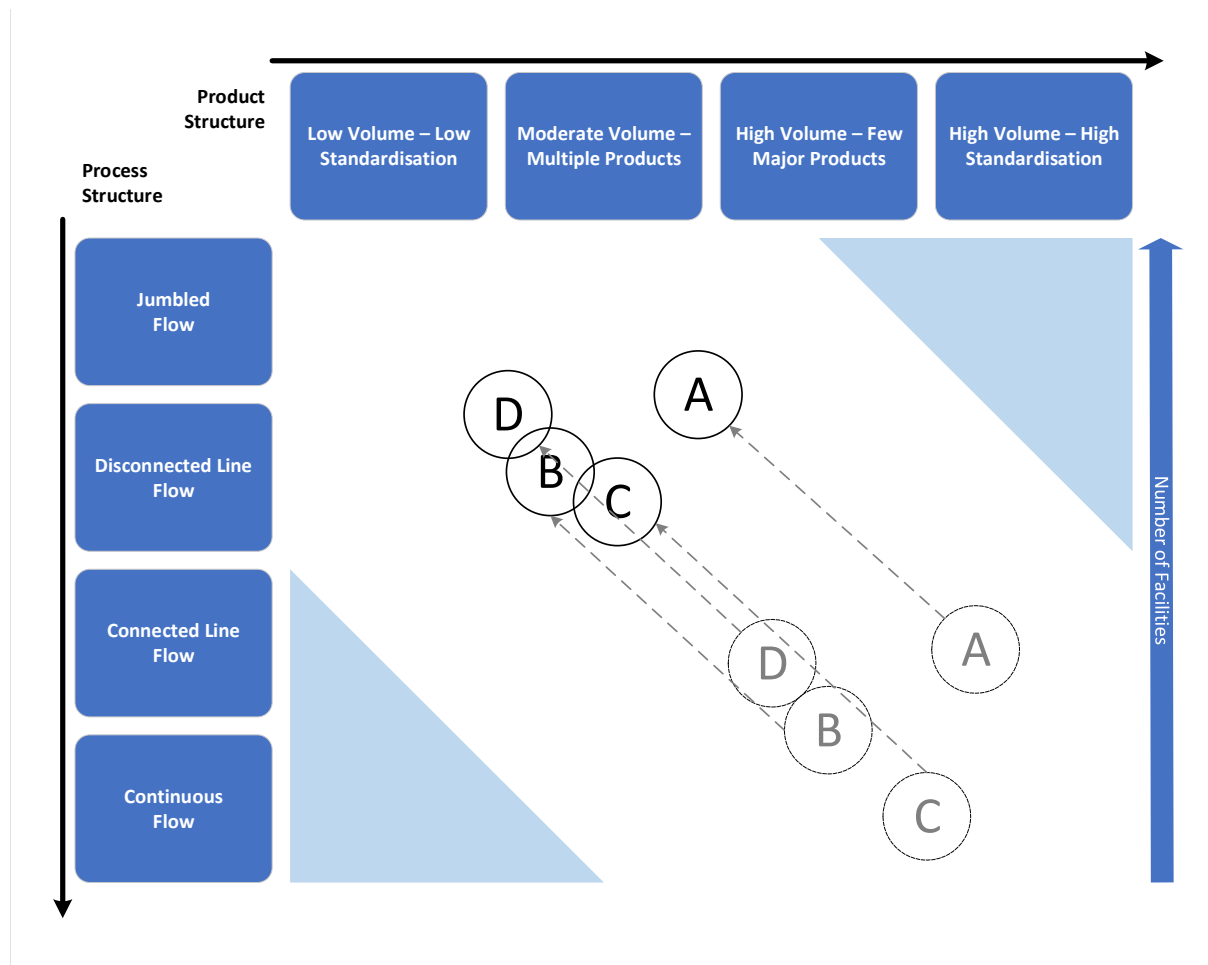 Product
Structure
Process
Structure
Low Volume – Low
Standardisation
Moderate Volume –
Multiple Products
High Volume – Few
Major Products
High Volume – High
Standardisation
Jumbled
Flow
Disconnected Line
Flow
Connected Line
Flow
Continuous
Flow
A
D
B
C
A
D
B
C
Number of Facilities